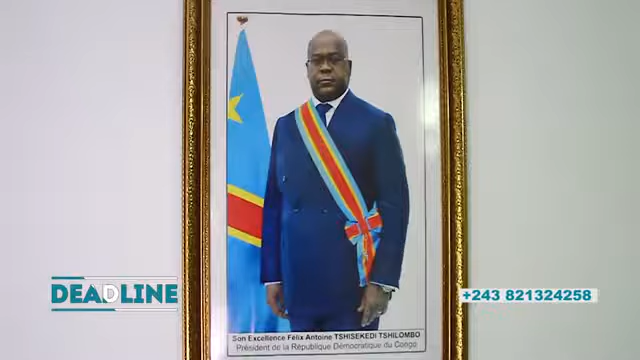 DEADLINE
+243 821324258
Son Excellence Félix Antoine TSHISEKEDI TSHILOMBO
Président de la République Démocratique du Congo